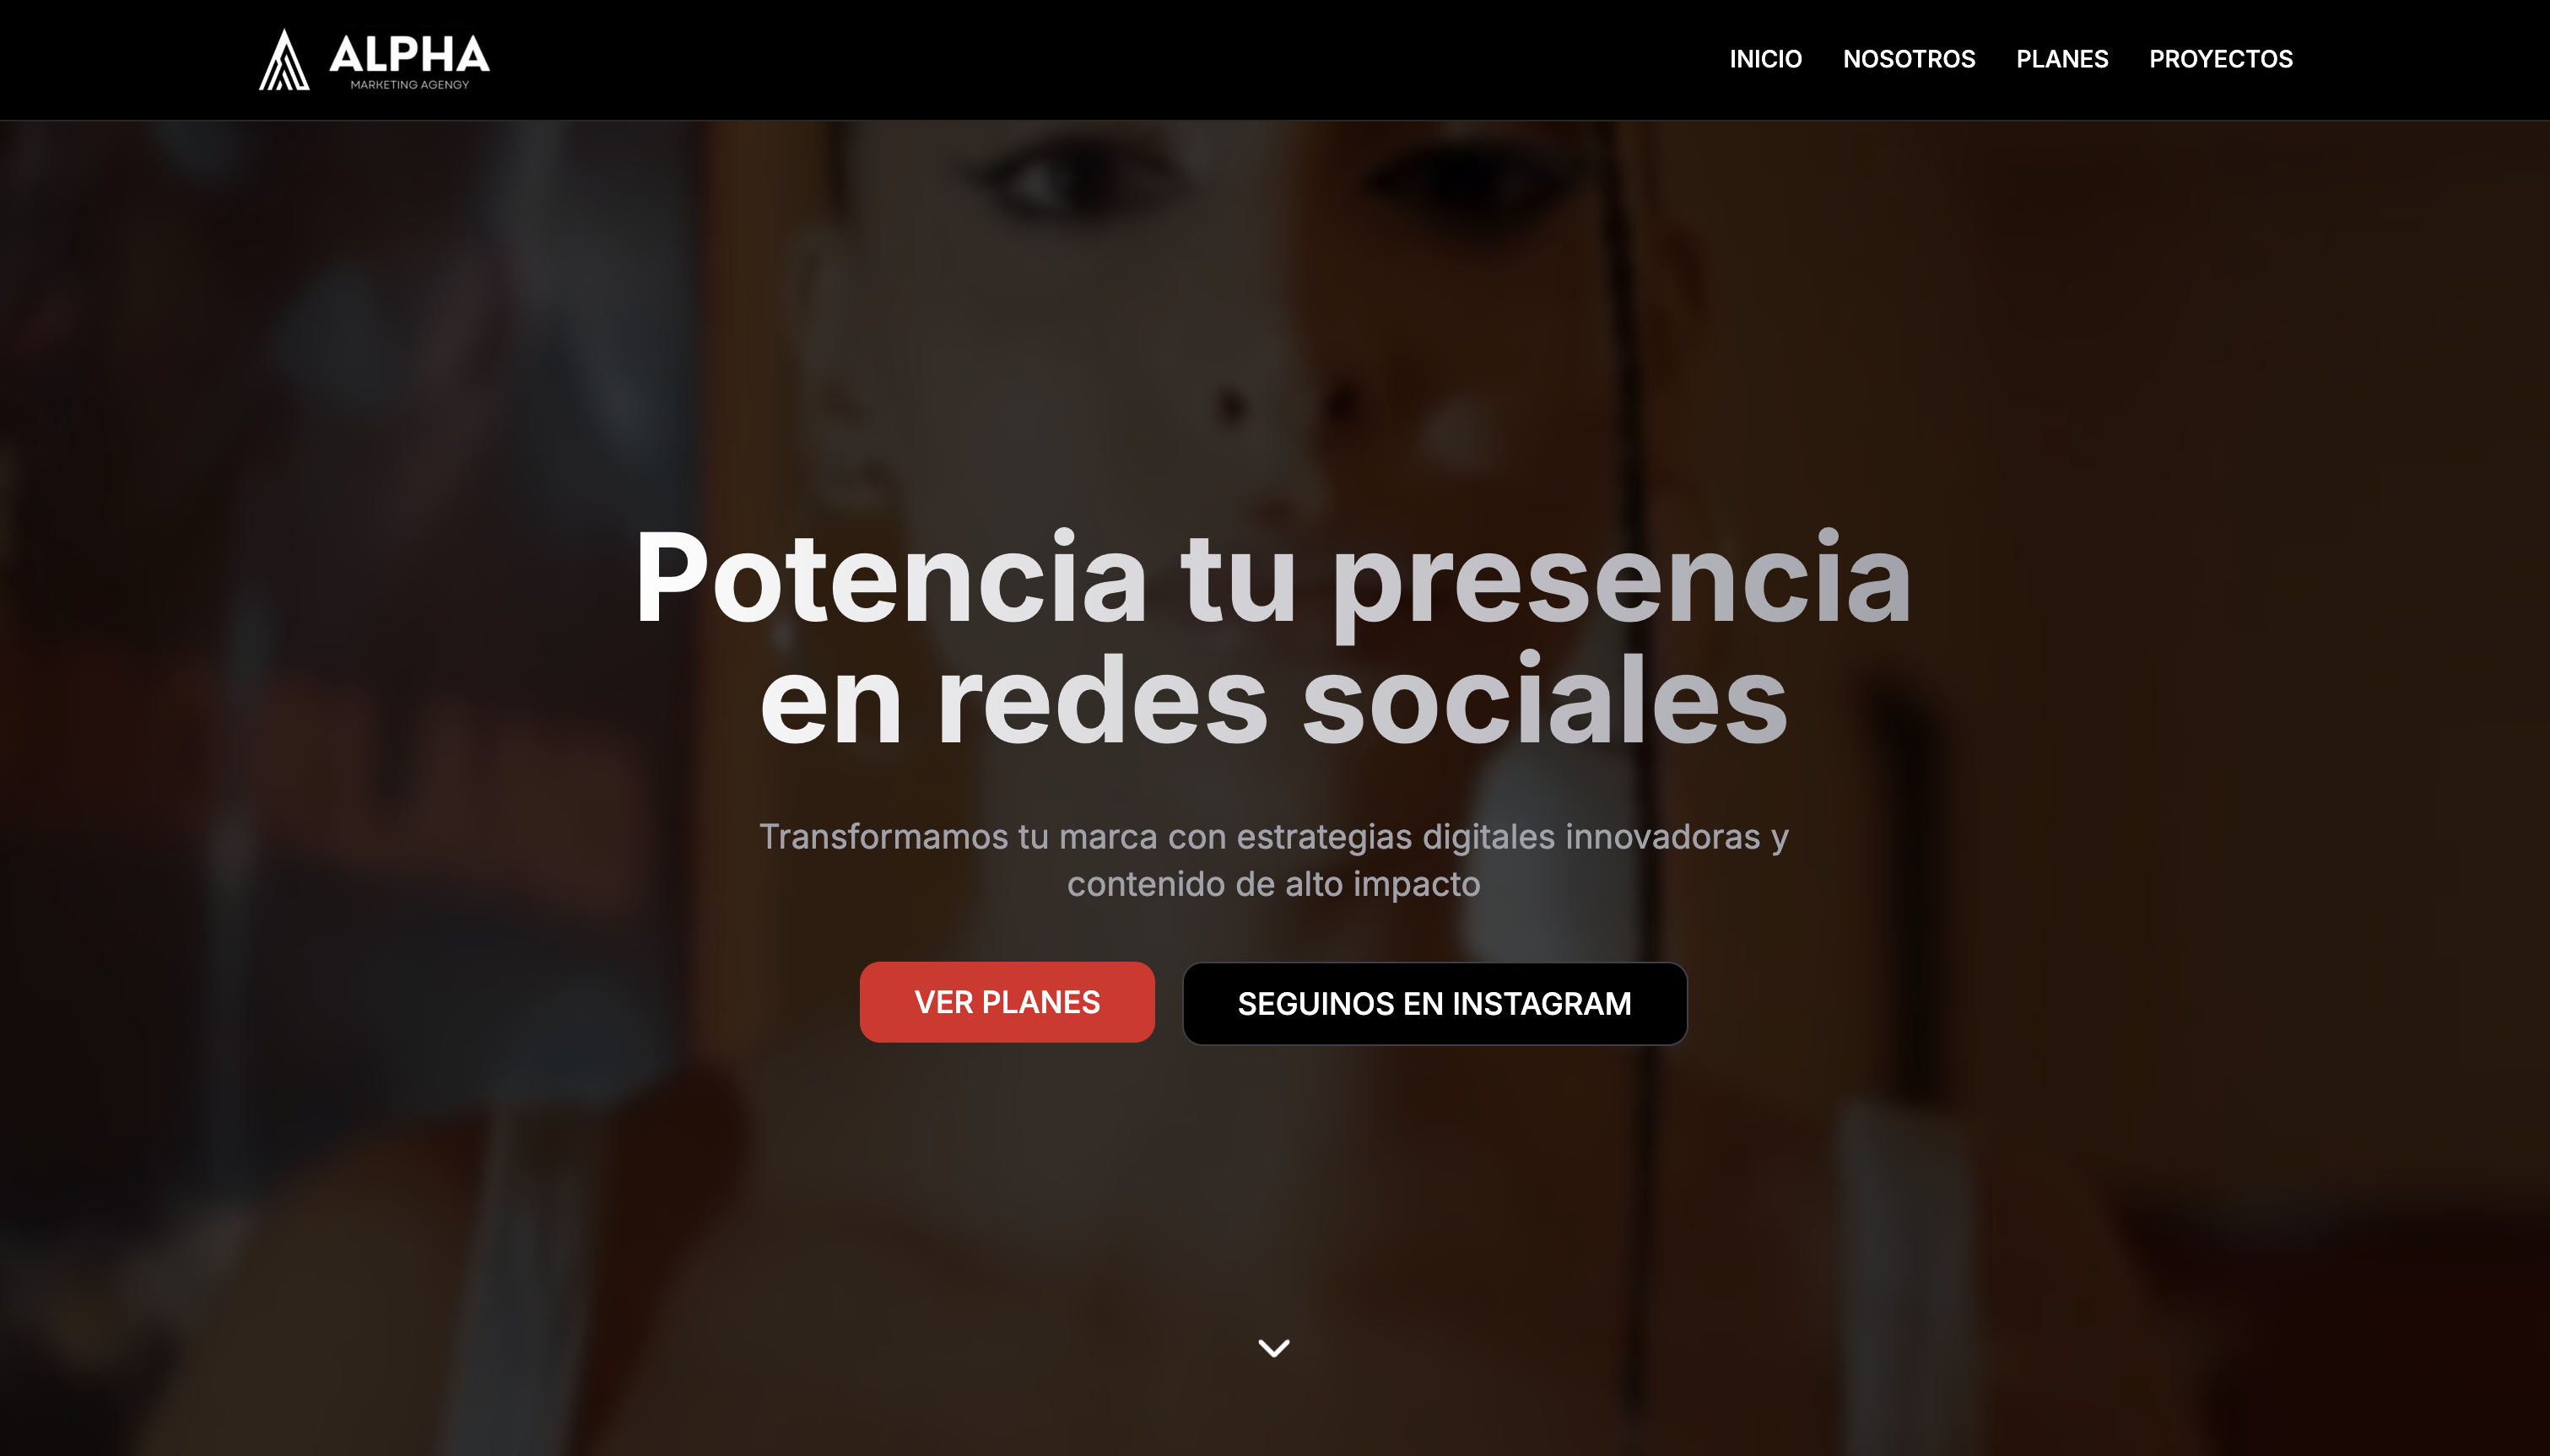 ALPHA
MARKETING AGENGY
INICIO NOSOTROS PLANES PROYECTOS
Potencia tu presencia
en redes sociales
Transformamos tu marca con estrategias digitales innovadoras y
contenido de alto impacto
VER PLANES SEGUINOS EN INSTAGRAM